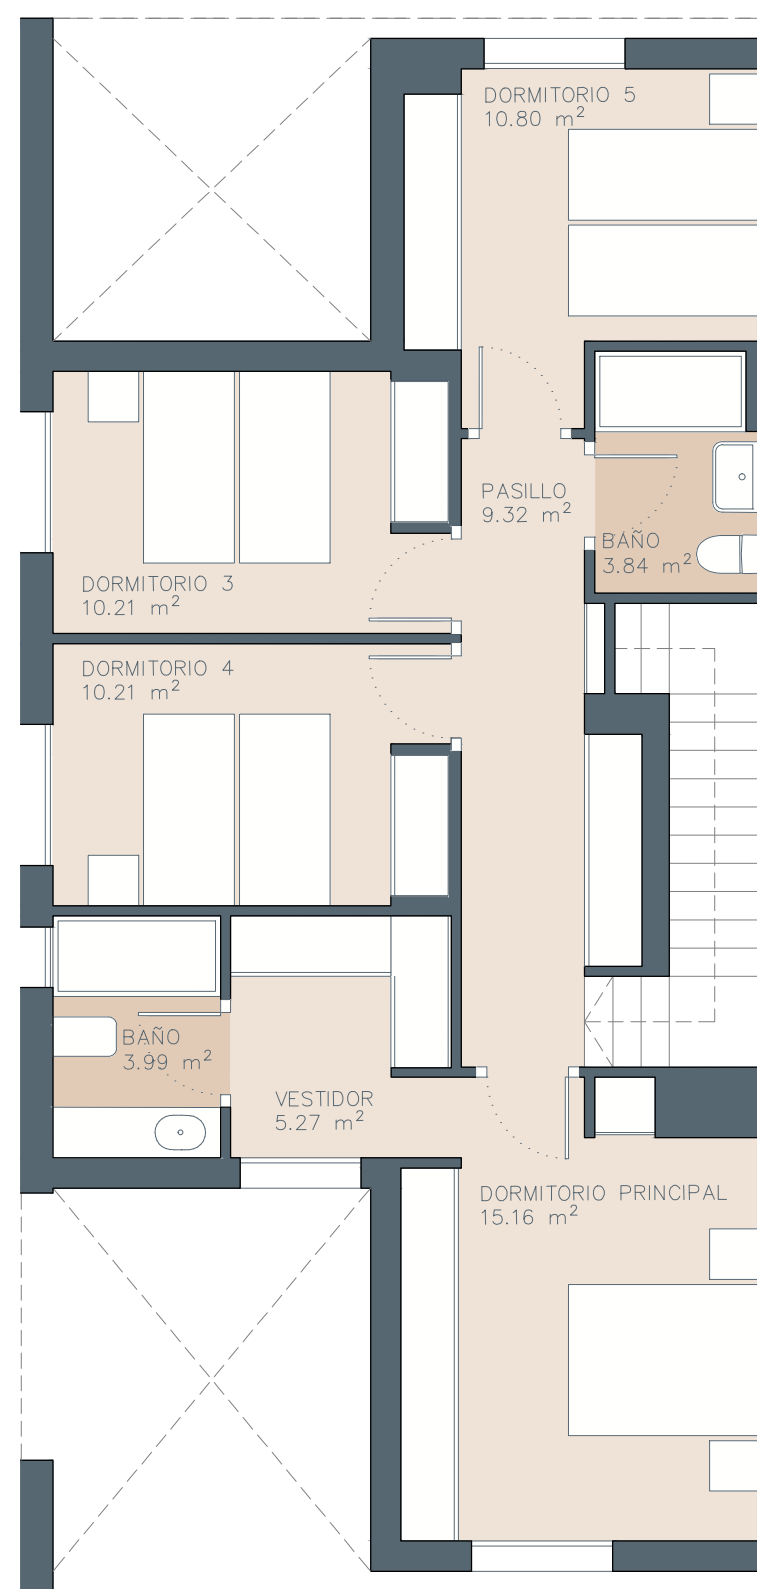 DORMITORIO 5
10.80 m²
PASILLO
9.32 m²
BAÑO
3.84 m²
DORMITORIO 3
10.21 m²
DORMITORIO 4
10.21 m²
BAÑO
3.99 m²
VESTIDOR
5.27 m²
DORMITORIO PRINCIPAL
15.16 m²